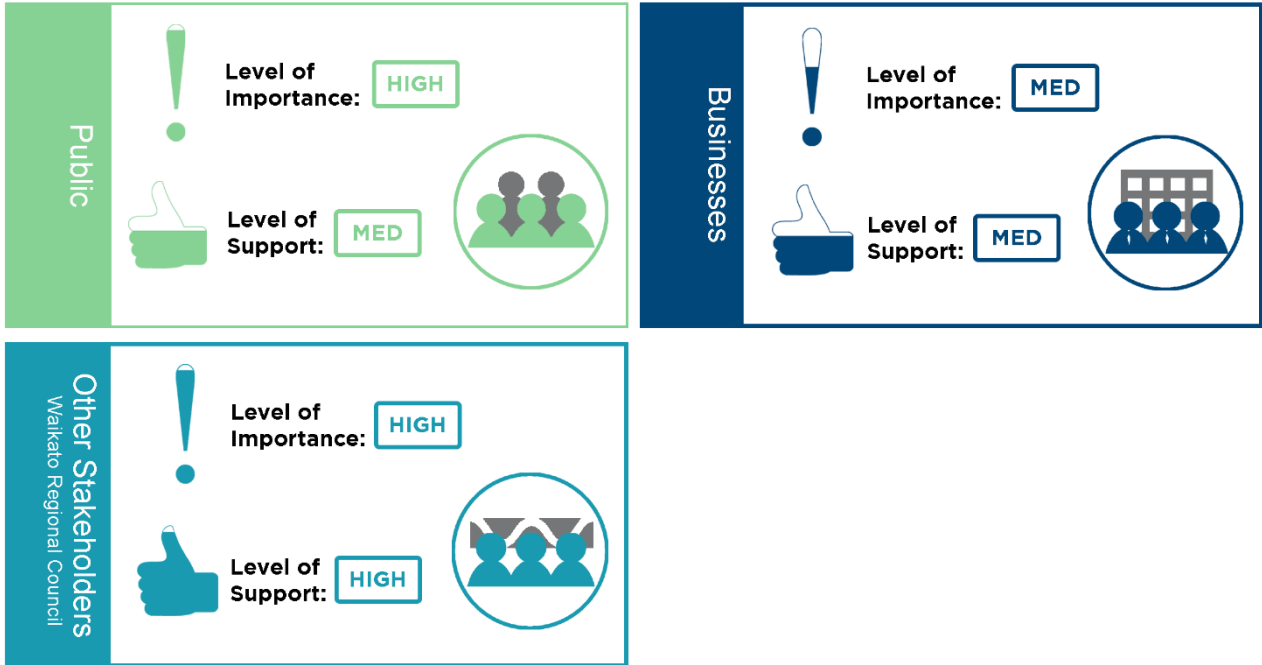 Public
Level of
Importance:
HIGH
Level of
Support:
MED
Businesses
Level of
Importance:
MED
Level of
Support:
MED
Other Stakeholders
Waikato Regional Council
Level of
Importance:
HIGH
Level of
Support:
HIGH